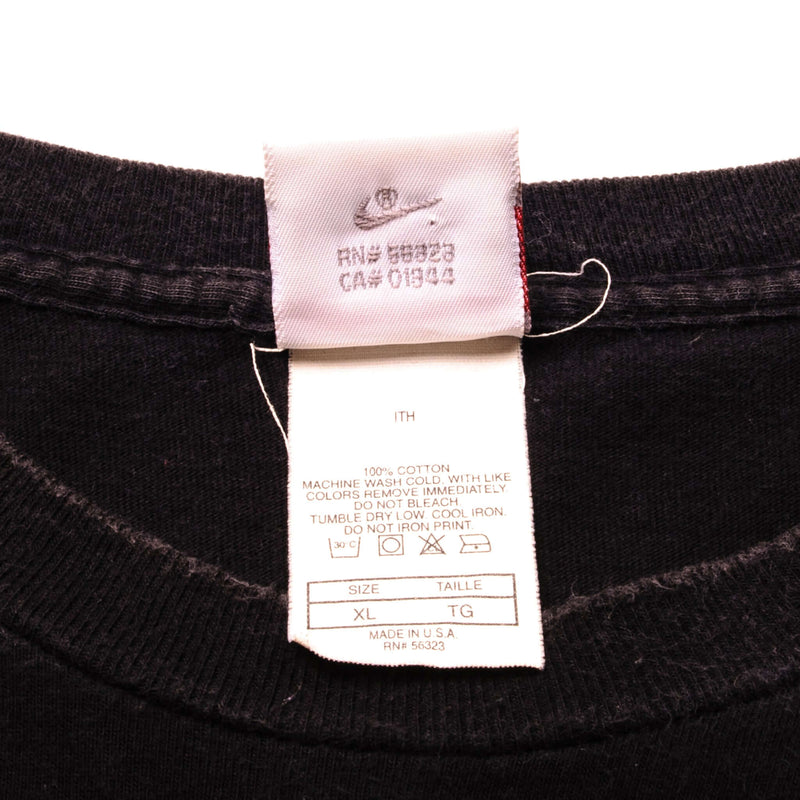 ®
RN# 56323
CA# 01944
ITH
100% COTTON
MACHINE WASH COLD, WITH LIKE
COLORS REMOVE IMMEDIATELY.
DO NOT BLEACH.
TUMBLE DRY LOW. COOL IRON.
DO NOT IRON PRINT.
30°C
SIZE TAILLE
XL TG
MADE IN U.S.A.
RN# 56323